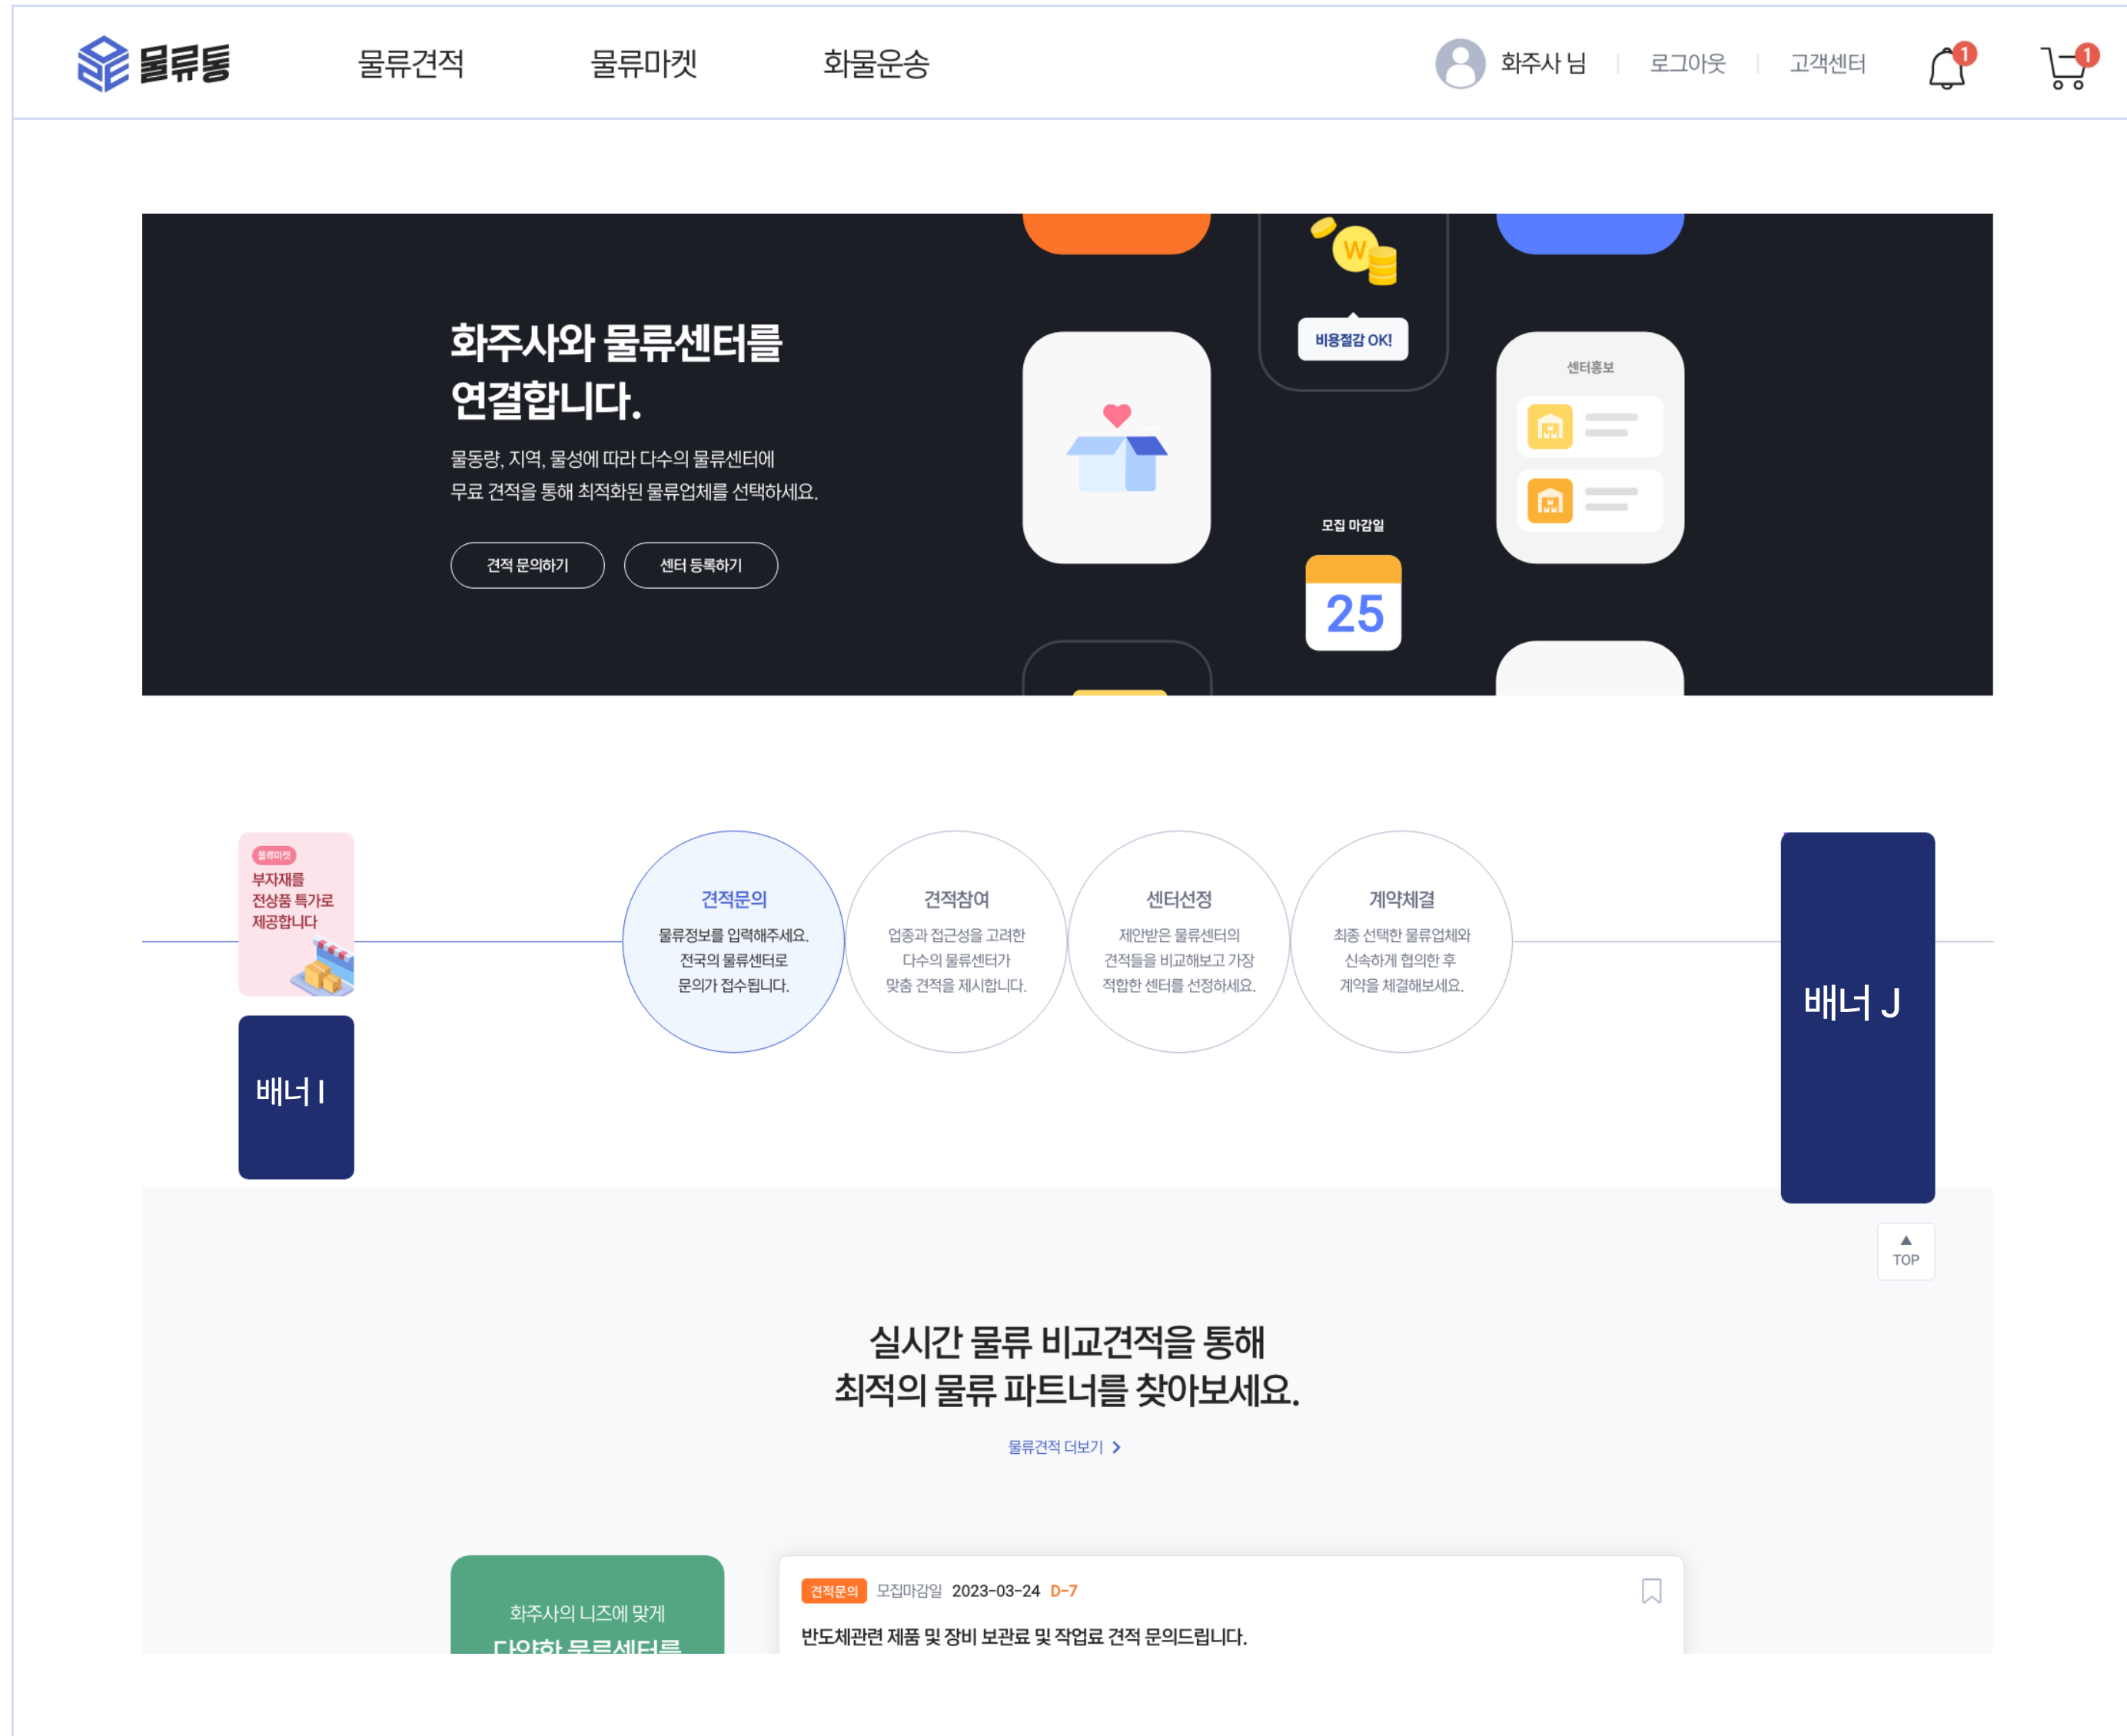 물류통
물류견적
물류마켓
화물운송
화주사 님
로그아웃
고객센터
1
1
화주사와 물류센터를
연결합니다.
물동량, 지역, 물성에 따라 다수의 물류센터에
무료 견적을 통해 최적화된 물류업체를 선택하세요.
견적 문의하기
센터 등록하기
W
비용절감 OK!
센터홍보
모집 마감일
25
물류마켓
부자재를
전상품 특가로
제공합니다
배너 I
견적문의
물류정보를 입력해주세요.
전국의 물류센터로
문의가 접수됩니다.
견적참여
업종과 접근성을 고려한
다수의 물류센터가
맞춤 견적을 제시합니다.
센터선정
제안받은 물류센터의
견적들을 비교해보고 가장
적합한 센터를 선정하세요.
계약체결
최종 선택한 물류업체와
신속하게 협의한 후
계약을 체결해보세요.
배너 J
TOP
실시간 물류 비교견적을 통해
최적의 물류 파트너를 찾아보세요.
물류견적 더보기
화주사의 니즈에 맞게
다양한 물류센터를
견적문의 모집마감일 2023-03-24 D-7
반도체관련 제품 및 장비 보관료 및 작업료 견적 문의드립니다.